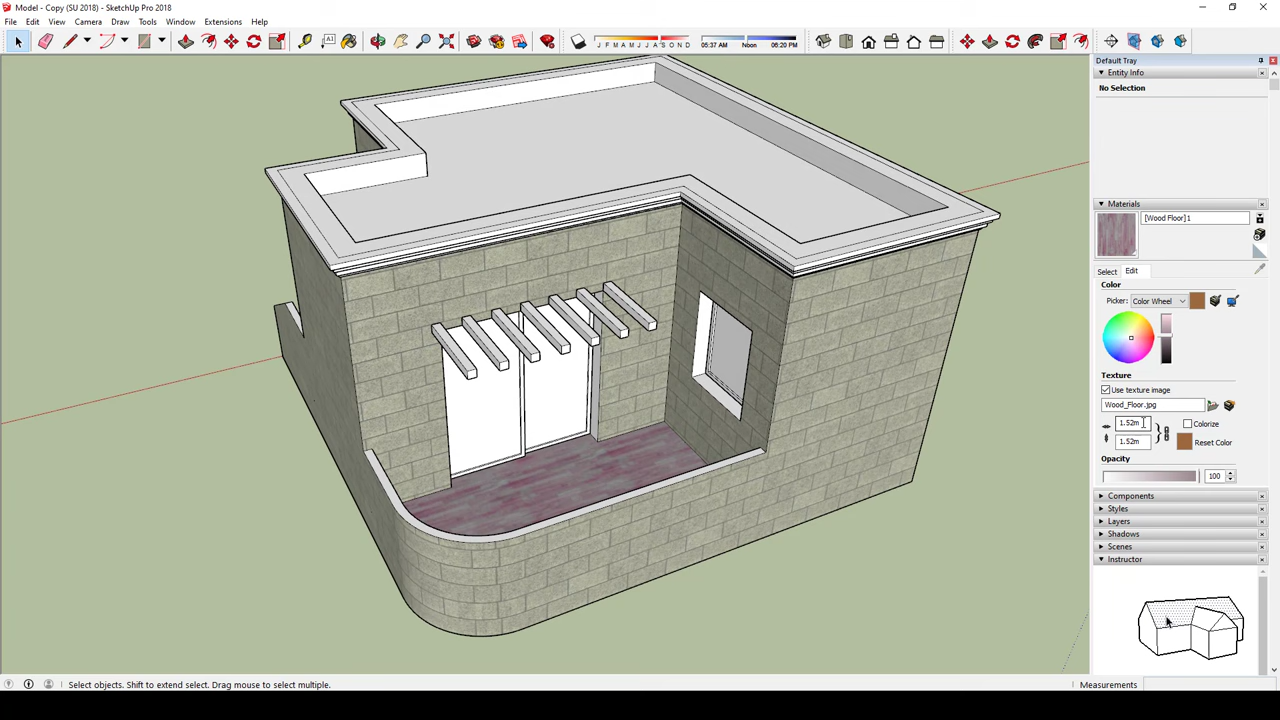 Model - Copy (SU 2018) - SketchUp Pro 2018
File Edit View Camera Draw Tools Window Extensions Help
J F M A M J J A S O N D 05:37 AM Noon 06:20 PM
Default Tray
Entity Info
No Selection
Materials
[Wood Floor]1
Select Edit
Color
Picker: Color Wheel
Texture
Use texture image
Wood_Floor.jpg
1.52m Colorize
1.52m Reset Color
Opacity
100
Components
Styles
Layers
Shadows
Scenes
Instructor
Select objects. Shift to extend select. Drag mouse to select multiple. Measurements